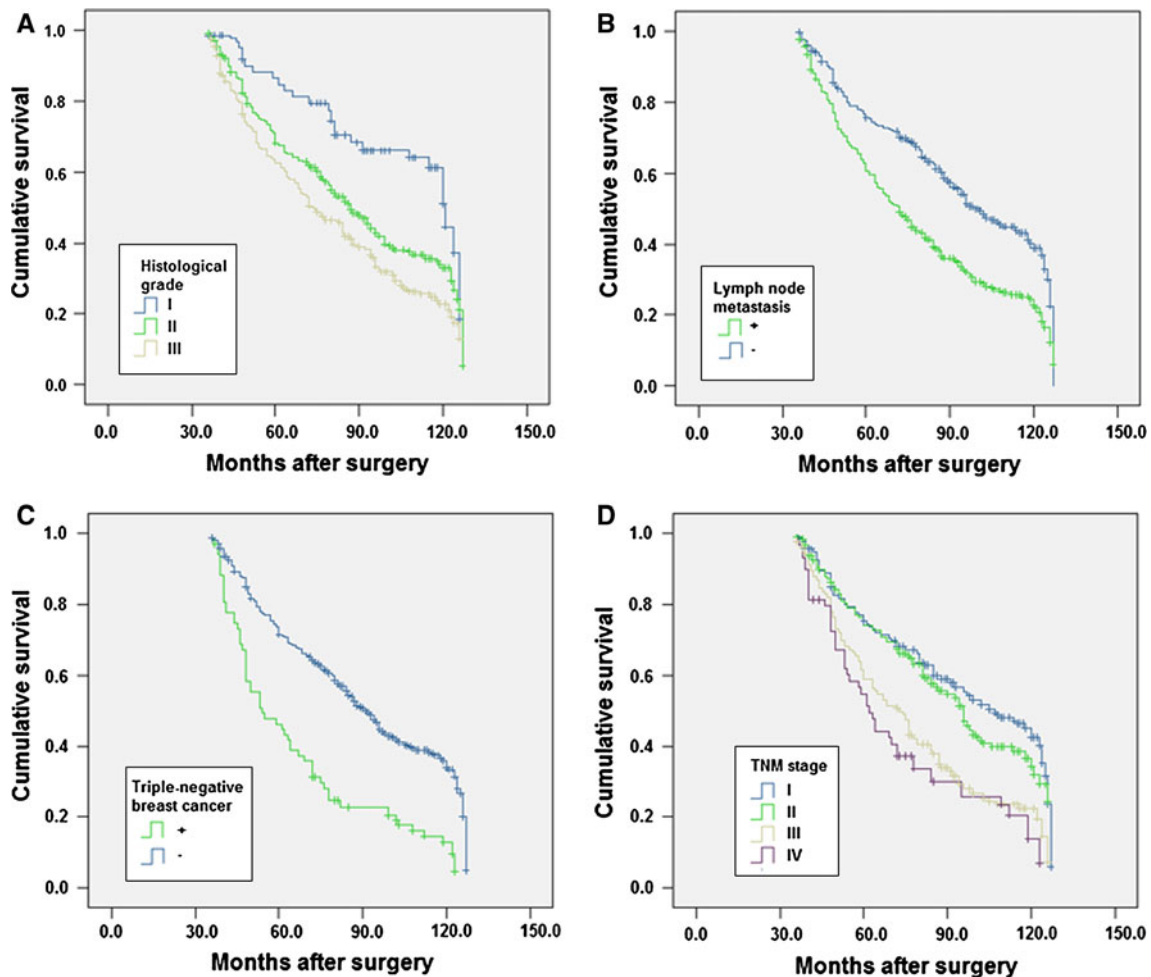 A
Cumulative survival
1.0
0.8
0.6
0.4
0.2
0.0
Histological
grade
I
II
III
0.0 30.0 60.0 90.0 120.0 150.0
Months after surgery
B
Cumulative survival
1.0
0.8
0.6
0.4
0.2
0.0
Lymph node
metastasis
+
-
0.0 30.0 60.0 90.0 120.0 150.0
Months after surgery
C
Cumulative survival
1.0
0.8
0.6
0.4
0.2
0.0
Triple-negative
breast cancer
+
-
0.0 30.0 60.0 90.0 120.0 150.0
Months after surgery
D
Cumulative survival
1.0
0.8
0.6
0.4
0.2
0.0
TNM stage
I
II
III
IV
0.0 30.0 60.0 90.0 120.0 150.0
Months after surgery